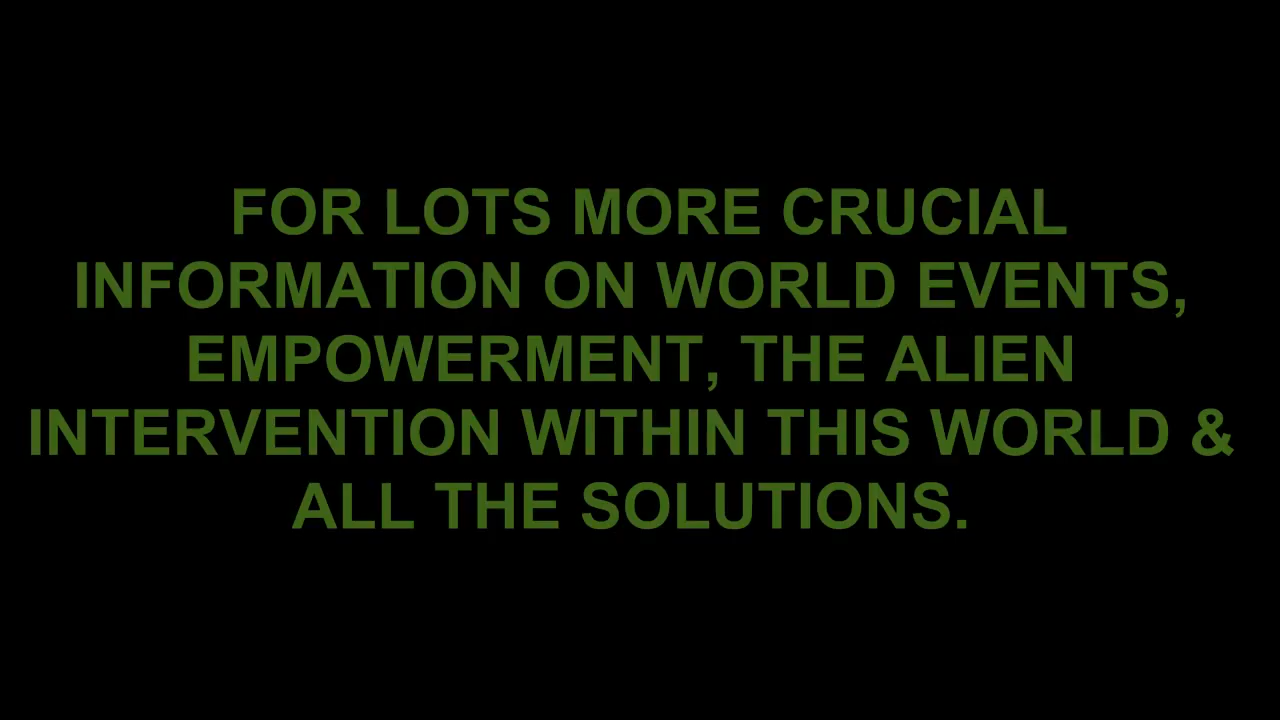 FOR LOTS MORE CRUCIAL
INFORMATION ON WORLD EVENTS,
EMPOWERMENT, THE ALIEN
INTERVENTION WITHIN THIS WORLD &
ALL THE SOLUTIONS.